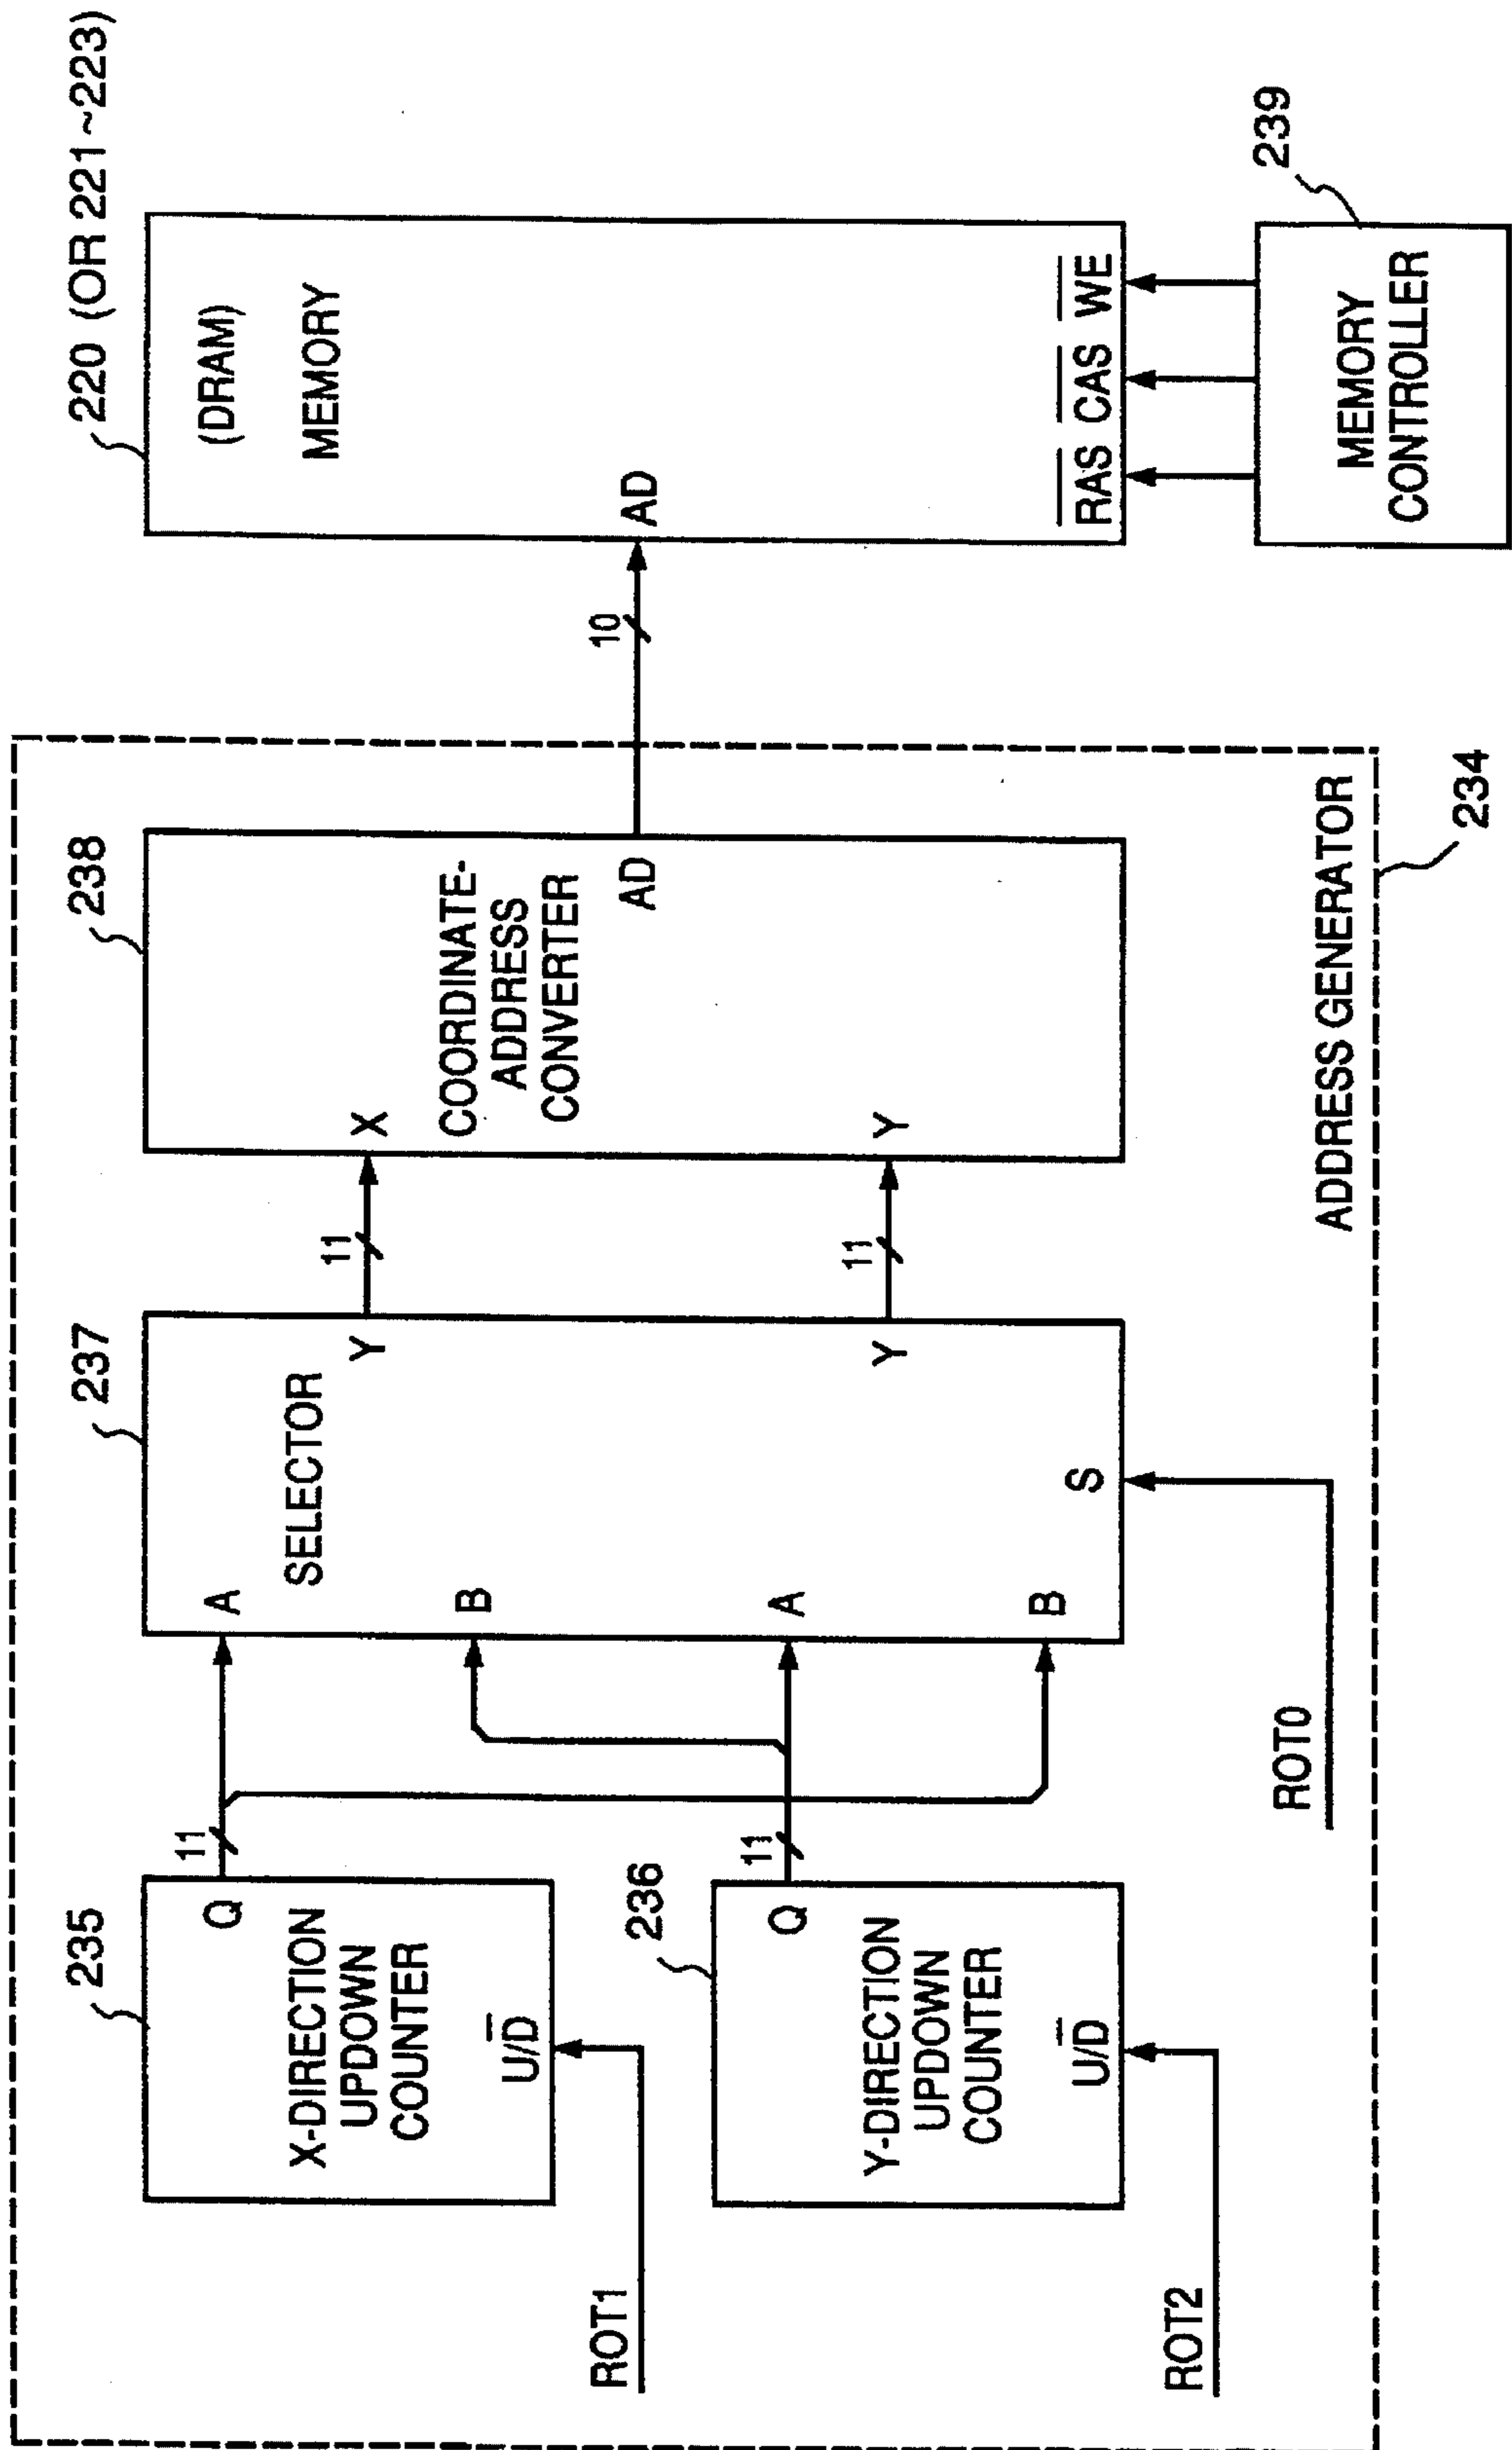 220 (OR 221~223)
(DRAM)
MEMORY
AD
RAS CAS WE
239
MEMORY
CONTROLLER
10
238
COORDINATE-
ADDRESS
CONVERTER
AD
X
Y
11
11
237
SELECTOR
Y
Y
A
B
A
B
S
ROT0
11
11
235
Q
X-DIRECTION
UPDOWN
COUNTER
U/D̅
ROT1
236
Q
Y-DIRECTION
UPDOWN
COUNTER
U/D̅
ROT2
ADDRESS GENERATOR
234